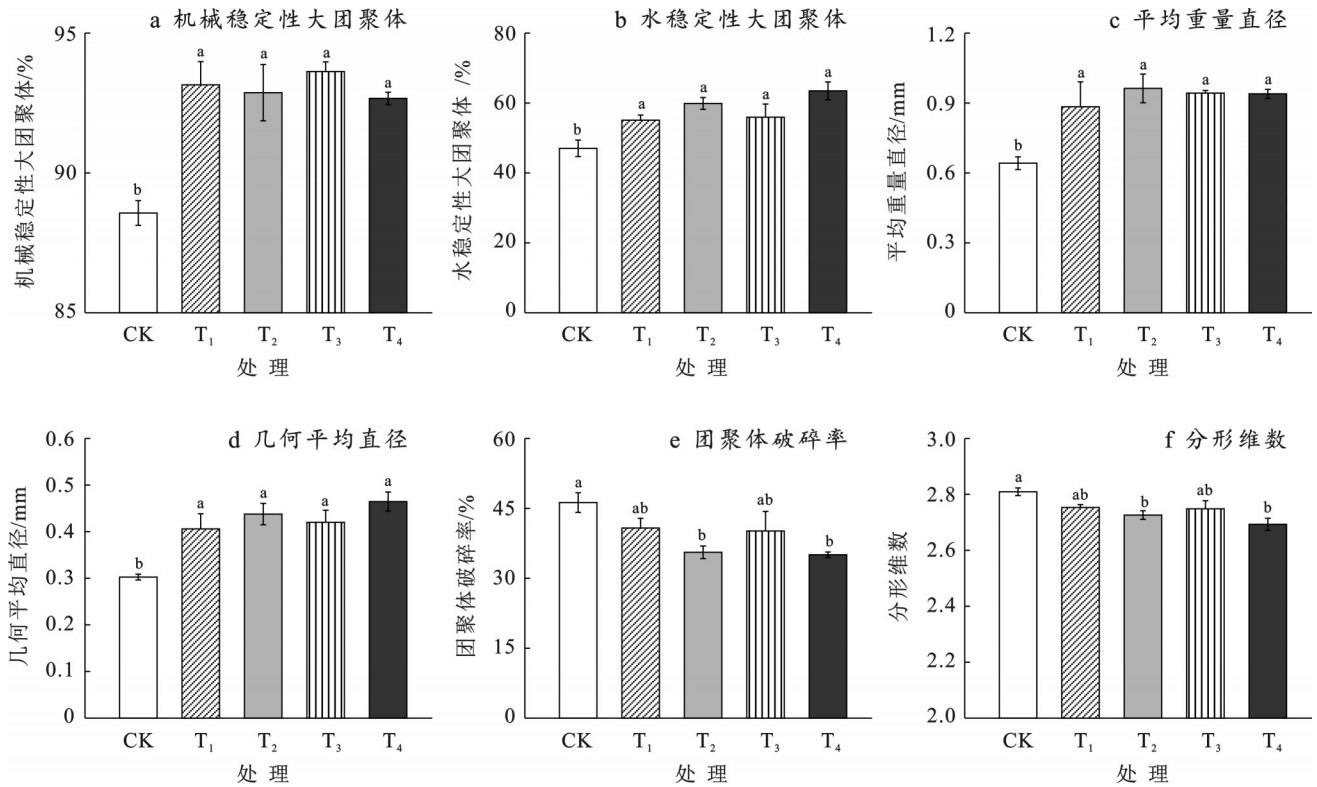 a 机械稳定性大团聚体
机械稳定性大团聚体/%
95
90
85
b
a
a
a
a
CK
T₁
T₂
T₃
T₄
处 理
b 水稳定性大团聚体
水稳定性大团聚体 /%
80
60
40
20
0
b
a
a
a
a
CK
T₁
T₂
T₃
T₄
处 理
c 平均重量直径
平均重量直径/mm
1.2
0.9
0.6
0.3
0
b
a
a
a
a
CK
T₁
T₂
T₃
T₄
处 理
d 几何平均直径
几何平均直径/mm
0.6
0.5
0.4
0.3
0.2
0.1
0
b
a
a
a
a
CK
T₁
T₂
T₃
T₄
处 理
e 团聚体破碎率
团聚体破碎率/%
60
45
30
15
0
a
ab
b
ab
b
CK
T₁
T₂
T₃
T₄
处 理
f 分形维数
分形维数
3.0
2.8
2.6
2.4
2.2
2.0
a
ab
b
ab
b
CK
T₁
T₂
T₃
T₄
处 理